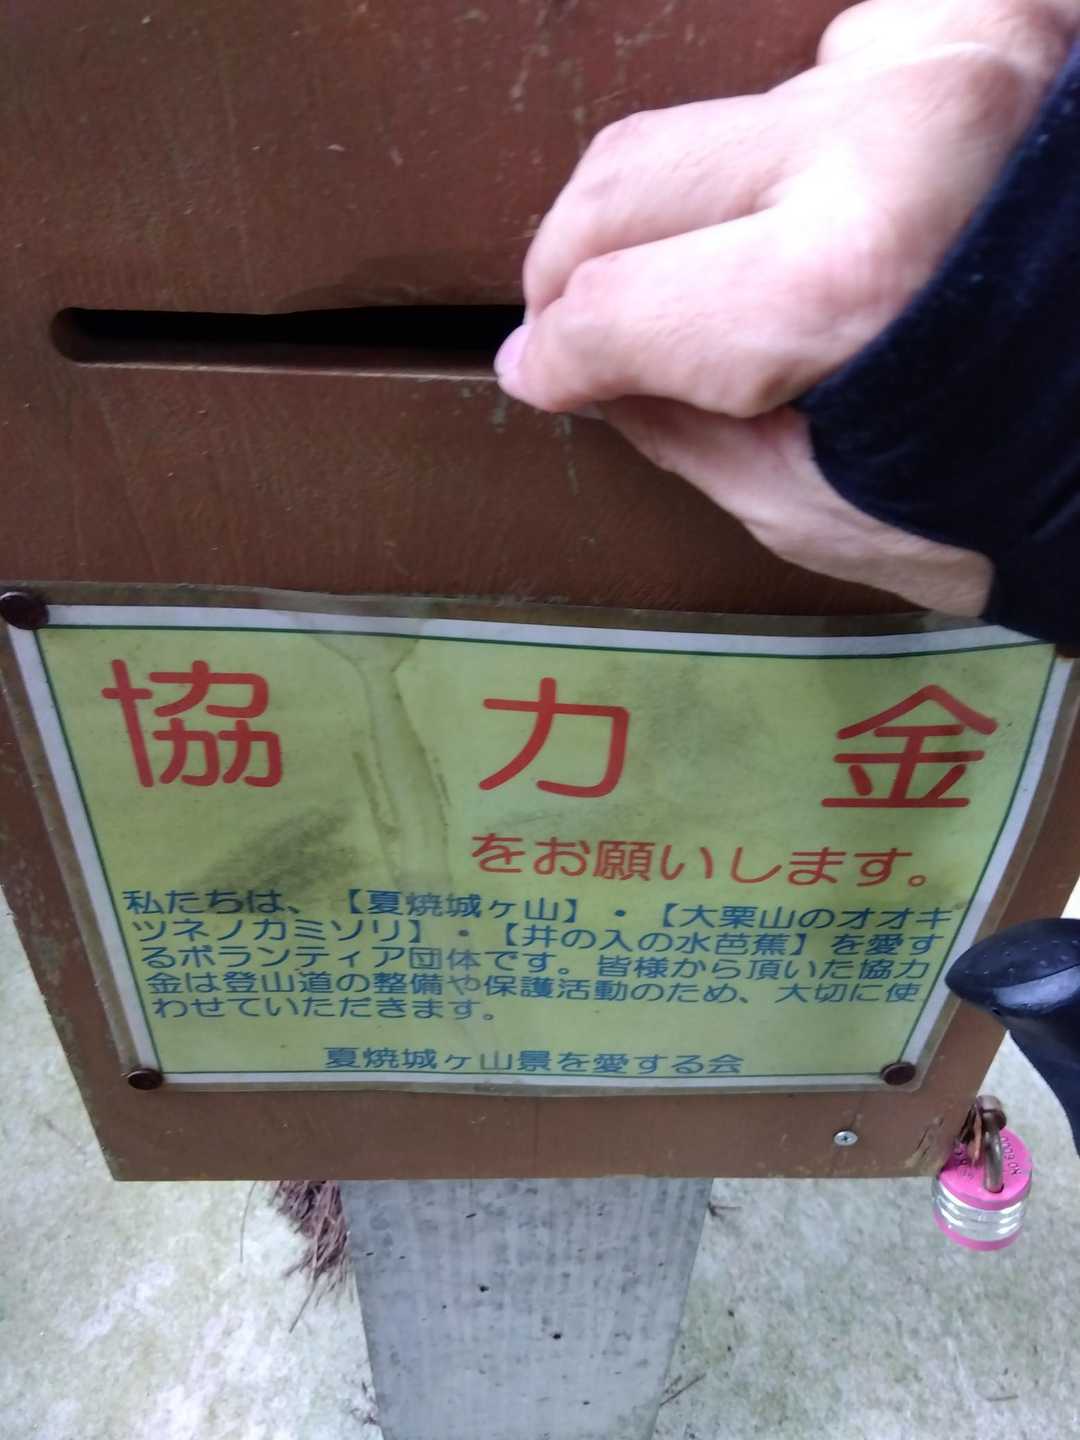 協力金
をお願いします。
私たちは、【夏焼城ヶ山】・【大栗山のオオキ
ツネノカミソリ】・【井の入の水芭蕉】を愛す
るボランティア団体です。皆様から頂いた協力
金は登山道の整備や保護活動のため、大切に使
わせていただきます。
夏焼城ヶ山景を愛する会